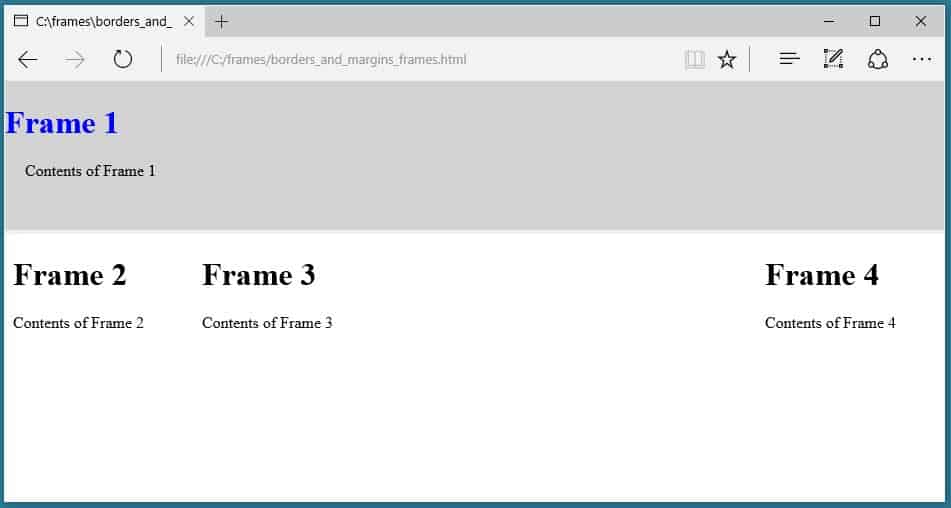 C:\frames\borders_and_
file:///C:/frames/borders_and_margins_frames.html
Frame 1
Contents of Frame 1
Frame 2
Contents of Frame 2
Frame 3
Contents of Frame 3
Frame 4
Contents of Frame 4